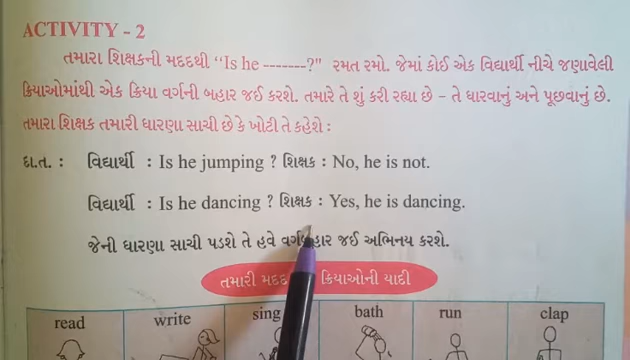 ACTIVITY - 2
તમારા શિક્ષકની મદદથી “Is he -------?" રમત રમો. જેમાં કોઈ એક વિદ્યાર્થી નીચે જણાવેલી
ક્રિયાઓમાંથી એક ક્રિયા વર્ગની બહાર જઈ કરશે. તમારે તે શું કરી રહ્યા છે – તે ધારવાનું અને પૂછવાનું છે.
તમારા શિક્ષક તમારી ધારણા સાચી છે કે ખોટી તે કહેશે :
દા.ત. : વિદ્યાર્થી : Is he jumping ? શિક્ષક : No, he is not.
વિદ્યાર્થી : Is he dancing ? શિક્ષક : Yes, he is dancing.
જેની ધારણા સાચી પડશે તે હવે વર્ગબહાર જઈ અભિનય કરશે.
તમારી ક્રિયાઓની યાદી
read write sing bath run clap